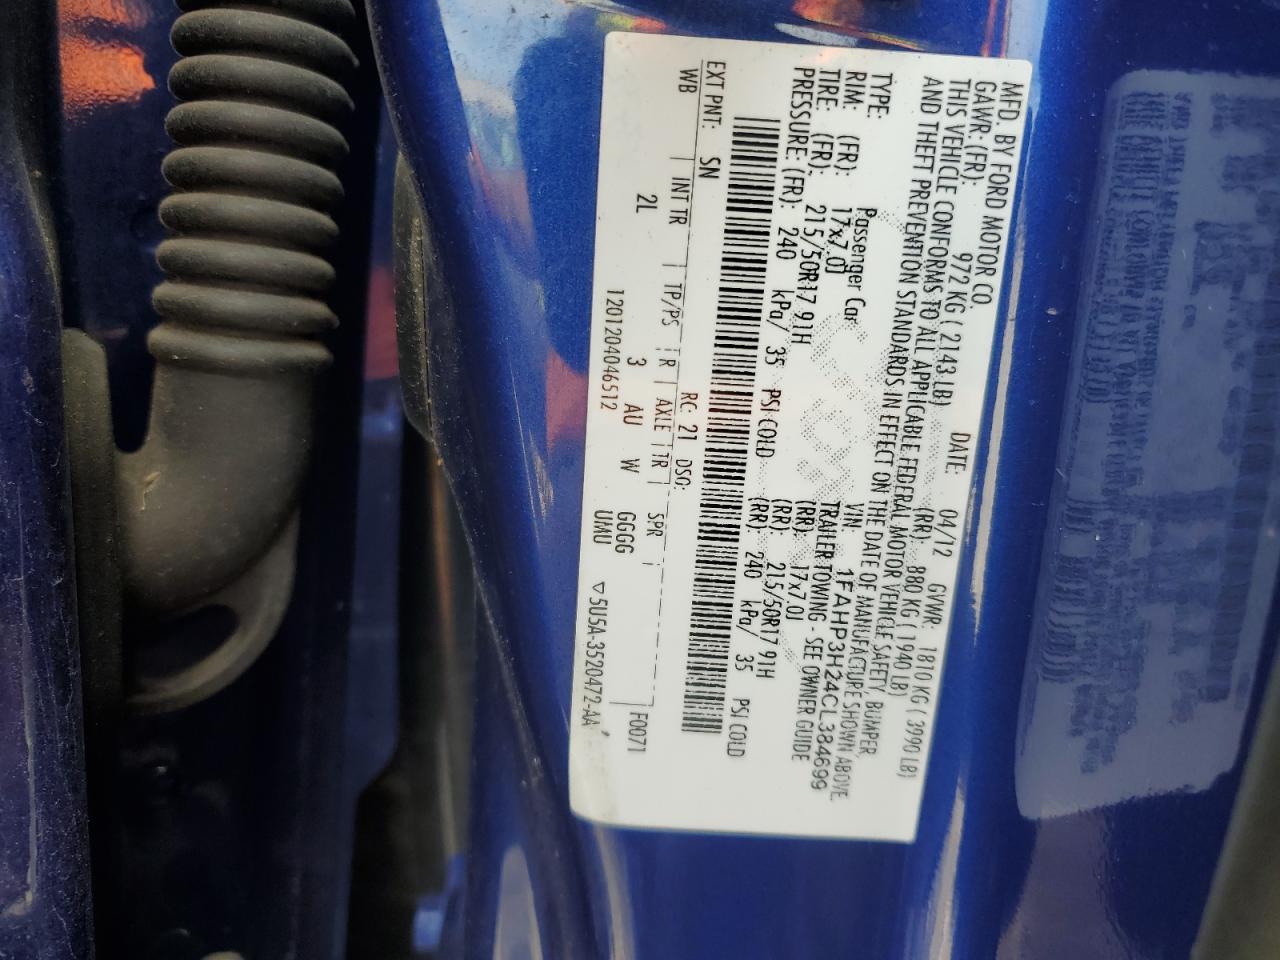 MFD. BY FORD MOTOR CO.
DATE: 04/12 GVWR: 1810 KG ( 3990 LB)
GAWR: (FR): 972 KG ( 2143 LB) (RR): 880 KG ( 1940 LB)
THIS VEHICLE CONFORMS TO ALL APPLICABLE FEDERAL MOTOR VEHICLE SAFETY, BUMPER,
AND THEFT PREVENTION STANDARDS IN EFFECT ON THE DATE OF MANUFACTURE SHOWN ABOVE.
VIN: 1FAHP3H24CL384699
TYPE: Passenger Car TRAILER TOWING - SEE OWNER GUIDE
RIM: (FR): 17x7.0J (RR): 17x7.0J
TIRE: (FR): 215/50R17 91H (RR): 215/50R17 91H
PRESSURE: (FR): 240 kPa/ 35 PSI COLD (RR): 240 kPa/ 35 PSI COLD
EXT PNT: SN RC: 21 DSO: F0071
WB INT TR TP/PS R AXLE TR SPR
2L 3 AU W GGGG
UMU
1201204046512 ▽5U5A-3520472-AA